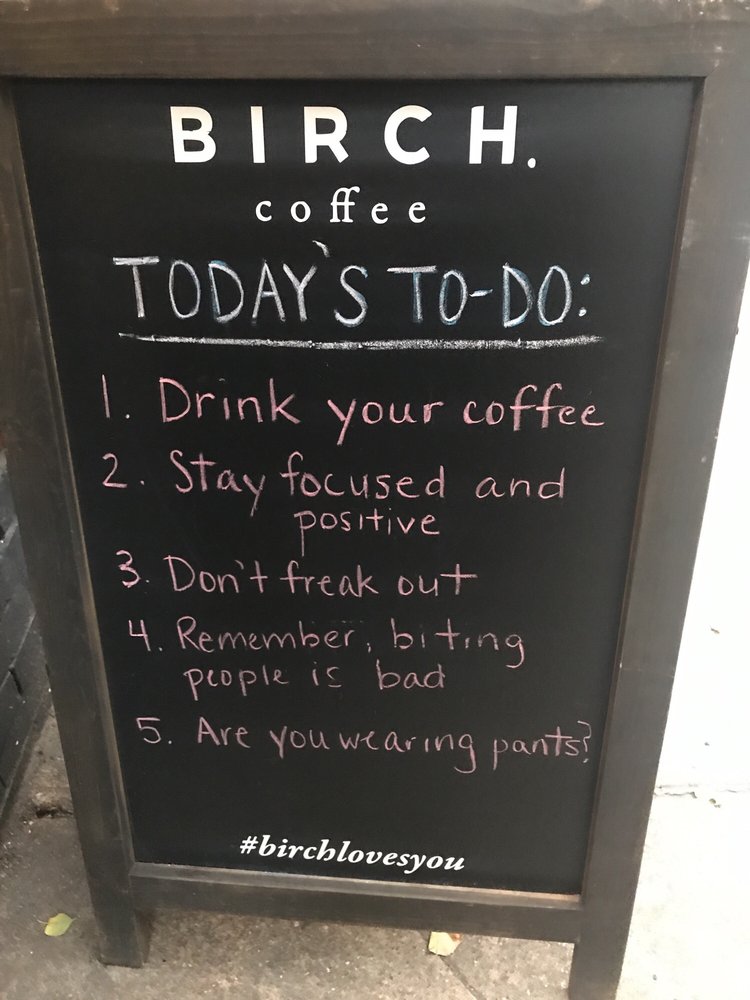 BIRCH.
coffee
TODAY'S TO-DO:
1. Drink your coffee
2. Stay focused and
positive
3. Don't freak out
4. Remember, biting
people is bad
5. Are you wearing pants?
#birchlovesyou